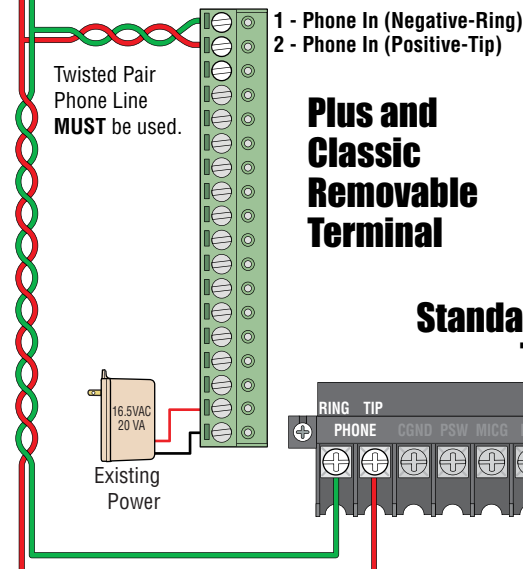 1 - Phone In (Negative-Ring)
2 - Phone In (Positive-Tip)
Twisted Pair
Phone Line
MUST be used.
Plus and
Classic
Removable
Terminal
16.5VAC
20 VA
Existing
Power
RING TIP
PHONE CGND PSW MICG